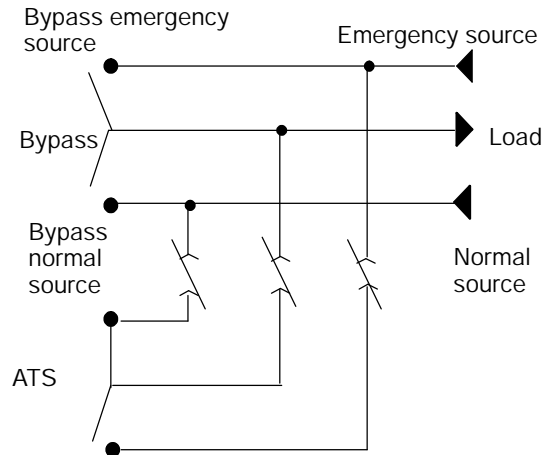 Bypass emergency
source
Emergency source
Bypass
Load
Bypass
normal
source
Normal
source
ATS